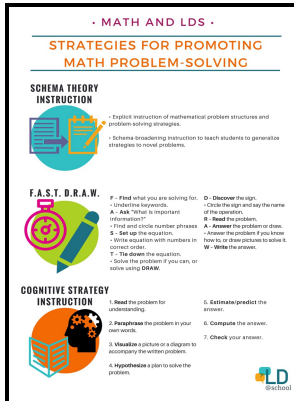 • MATH AND LDS •
STRATEGIES FOR PROMOTING
MATH PROBLEM-SOLVING
SCHEMA THEORY
INSTRUCTION
• Explicit instruction of mathematical problem structures and
problem-solving strategies.
• Schema-broadening instruction to teach students to generalize
strategies to novel problems.
F.A.S.T. D.R.A.W.
F - Find what you are solving for.
• Underline keywords.
A - Ask "What is important
information?"
• Find and circle number phrases
S - Set up the equation.
• Write equation with numbers in
correct order.
T - Tie down the equation.
• Solve the problem if you can, or
solve using DRAW.
D - Discover the sign.
• Circle the sign and say the name
of the operation.
R - Read the problem.
A - Answer the problem or draw.
• Answer the problem if you know
how to, or draw pictures to solve it.
W - Write the answer.
COGNITIVE STRATEGY
INSTRUCTION
1. Read the problem for
understanding.
2. Paraphrase the problem in your
own words.
3. Visualize a picture or a diagram to
accompany the written problem.
4. Hypothesize a plan to solve the
problem.
5. Estimate/predict the
answer.
6. Compute the answer.
7. Check your answer.
LD
@school